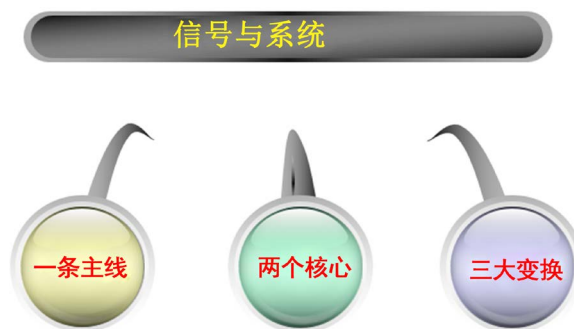 信号与系统
一条主线
两个核心
三大变换